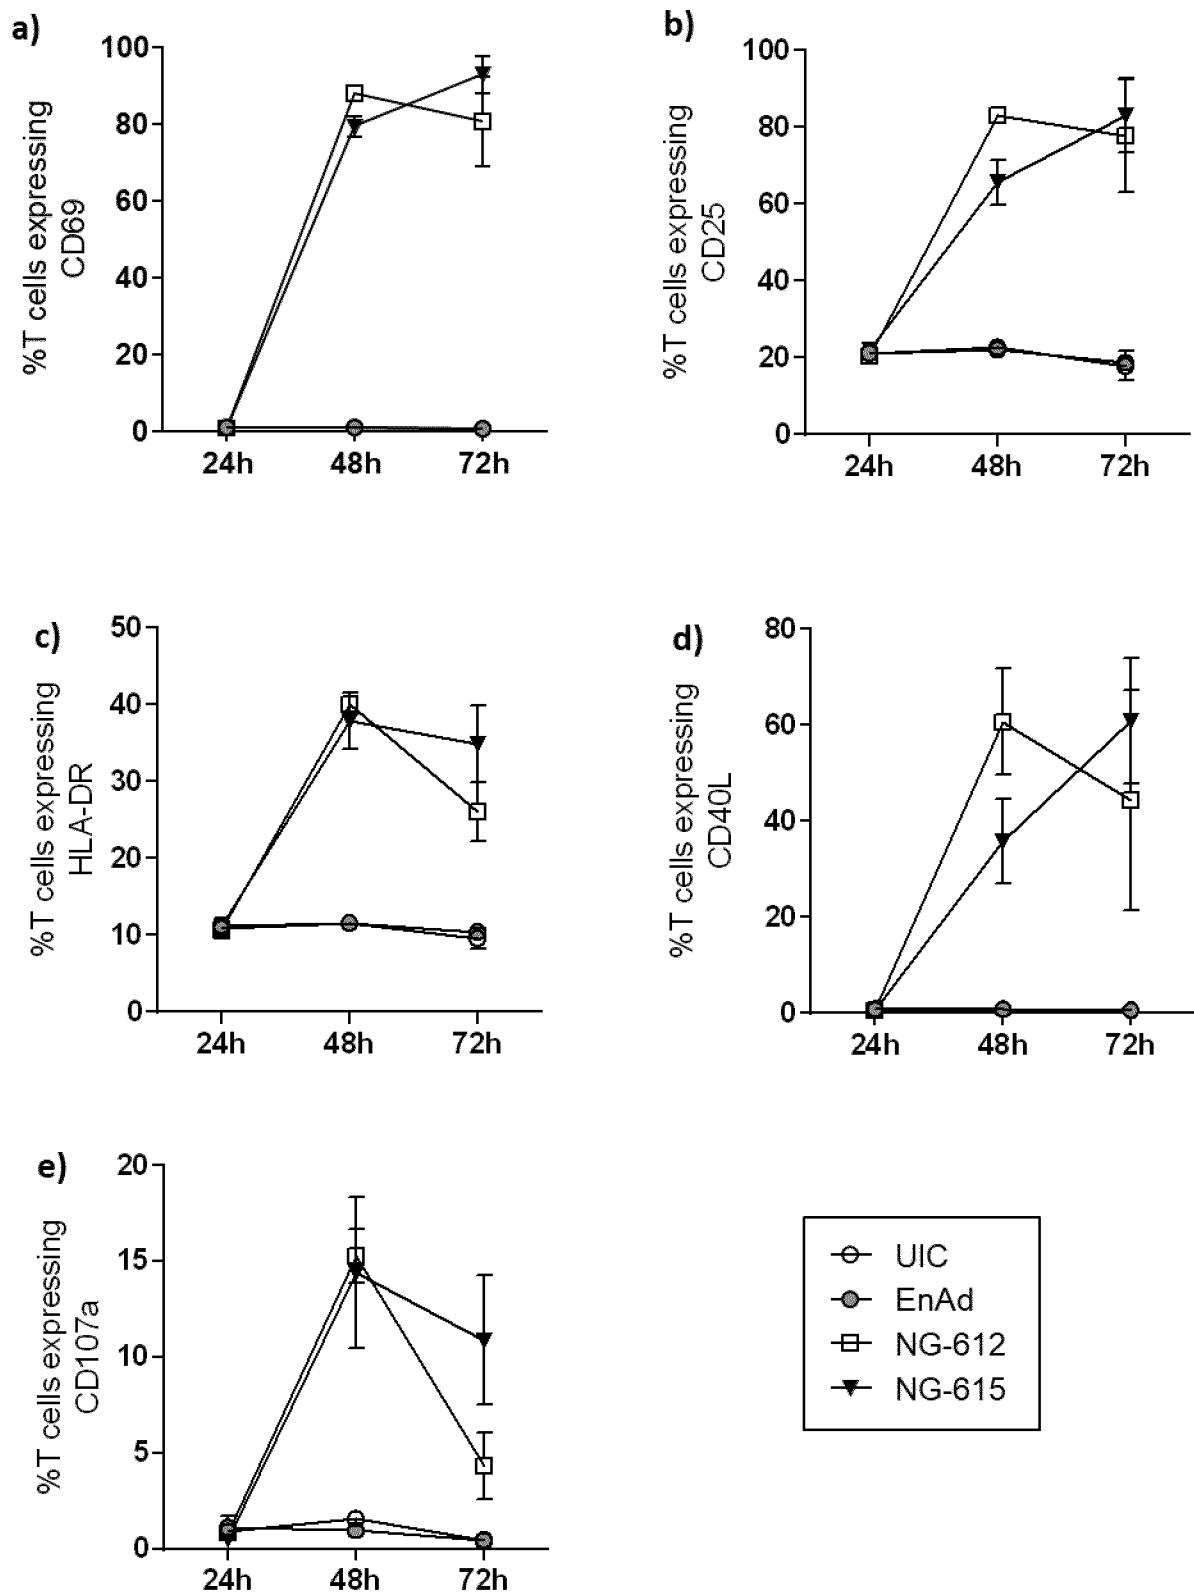 a)
%T cells expressing
CD69
100
80
60
40
20
0
24h 48h 72h
b)
%T cells expressing
CD25
100
80
60
40
20
0
24h 48h 72h
c)
%T cells expressing
HLA-DR
50
40
30
20
10
0
24h 48h 72h
d)
%T cells expressing
CD40L
80
60
40
20
0
24h 48h 72h
e)
%T cells expressing
CD107a
20
15
10
5
0
24h 48h 72h
UIC
EnAd
NG-612
NG-615